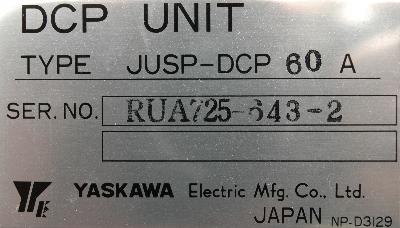 DCP UNIT
TYPE JUSP-DCP 60 A
SER. NO. RUA725-643-2
YASKAWA Electric Mfg. Co., Ltd.
JAPAN NP-D3129